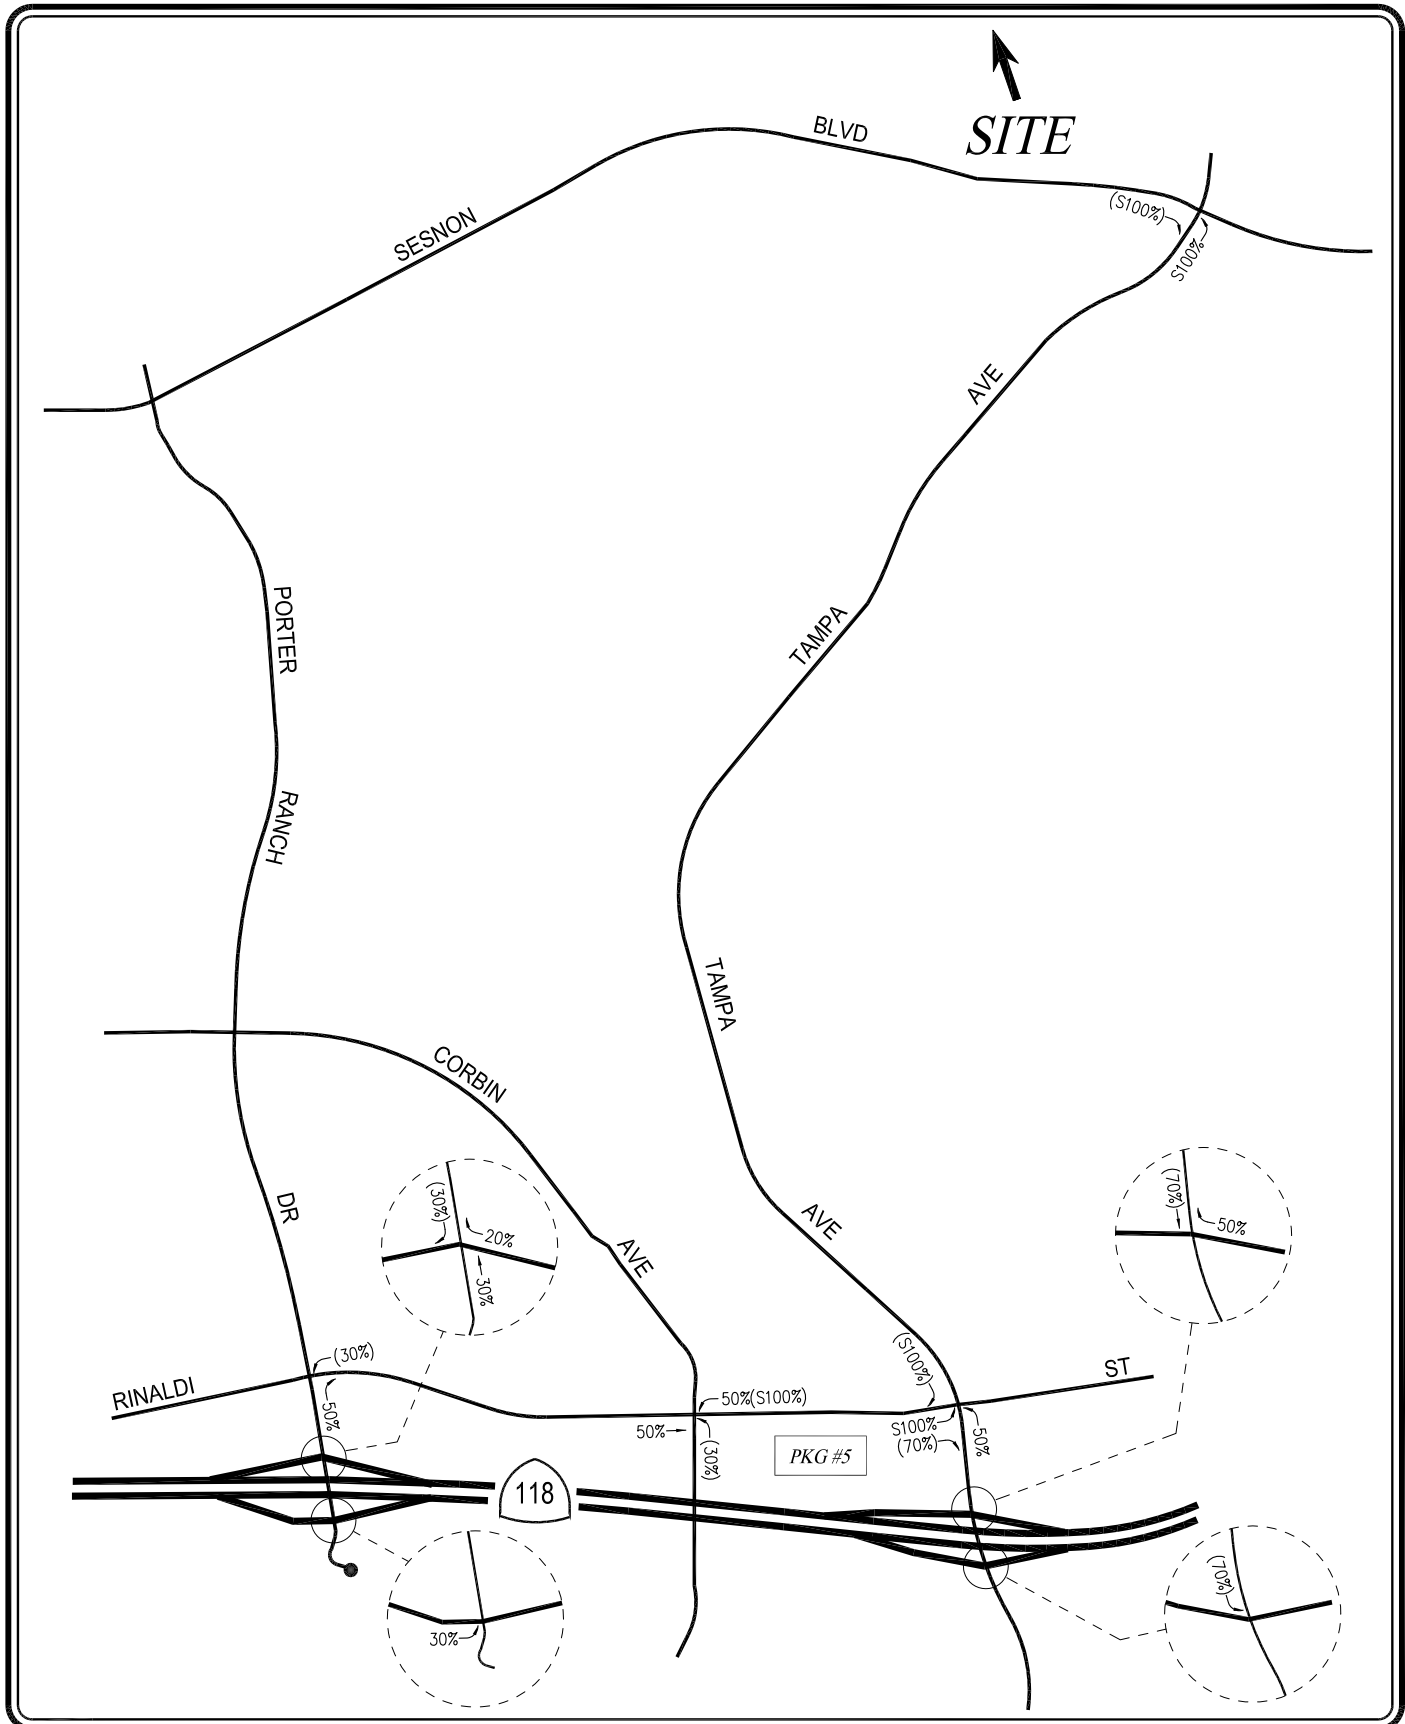 SITE
BLVD
SESNON
(S100%)
S100%
AVE
PORTER
TAMPA
RANCH
TAMPA
CORBIN
DR
AVE
AVE
(30%)
20%
30%
(70%)
50%
(30%)
RINALDI
50%
50%(S100%)
50%
(30%)
(S100%)
ST
S100%
(70%)
50%
PKG #5
118
30%
(70%)